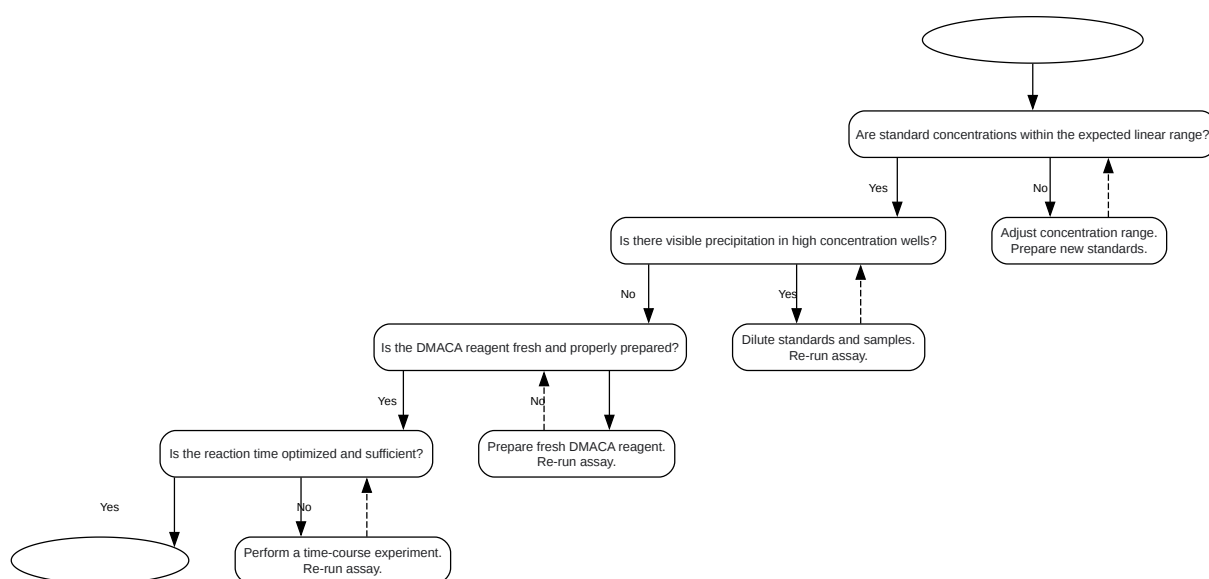 Are standard concentrations within the expected linear range?
Yes
No
Is there visible precipitation in high concentration wells?
Adjust concentration range.
Prepare new standards.
No
Yes
Is the DMACA reagent fresh and properly prepared?
Dilute standards and samples.
Re-run assay.
Yes
No
Is the reaction time optimized and sufficient?
Prepare fresh DMACA reagent.
Re-run assay.
Yes
No
Perform a time-course experiment.
Re-run assay.